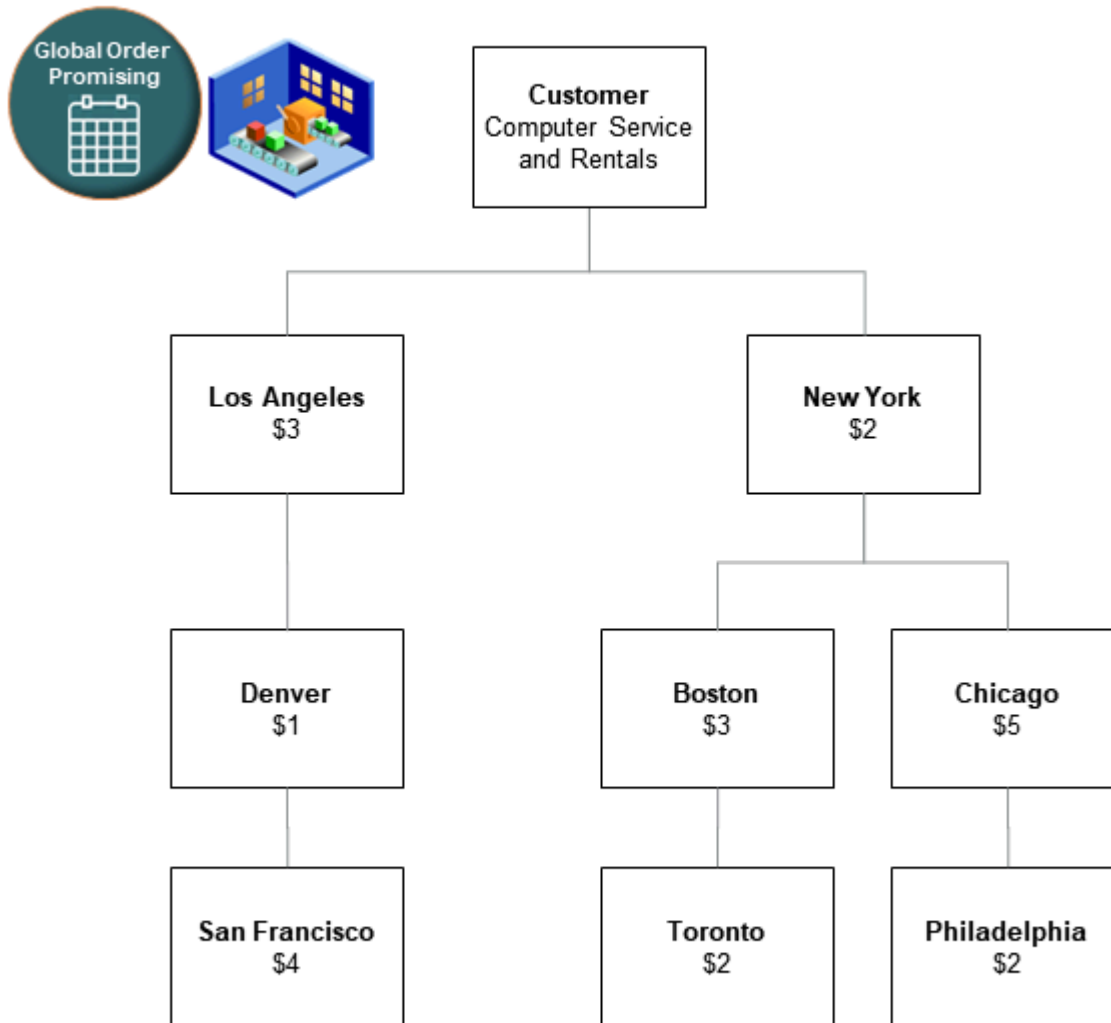 Global Order
Promising
Customer
Computer Service
and Rentals
Los Angeles
$3
New York
$2
Denver
$1
Boston
$3
Chicago
$5
San Francisco
$4
Toronto
$2
Philadelphia
$2